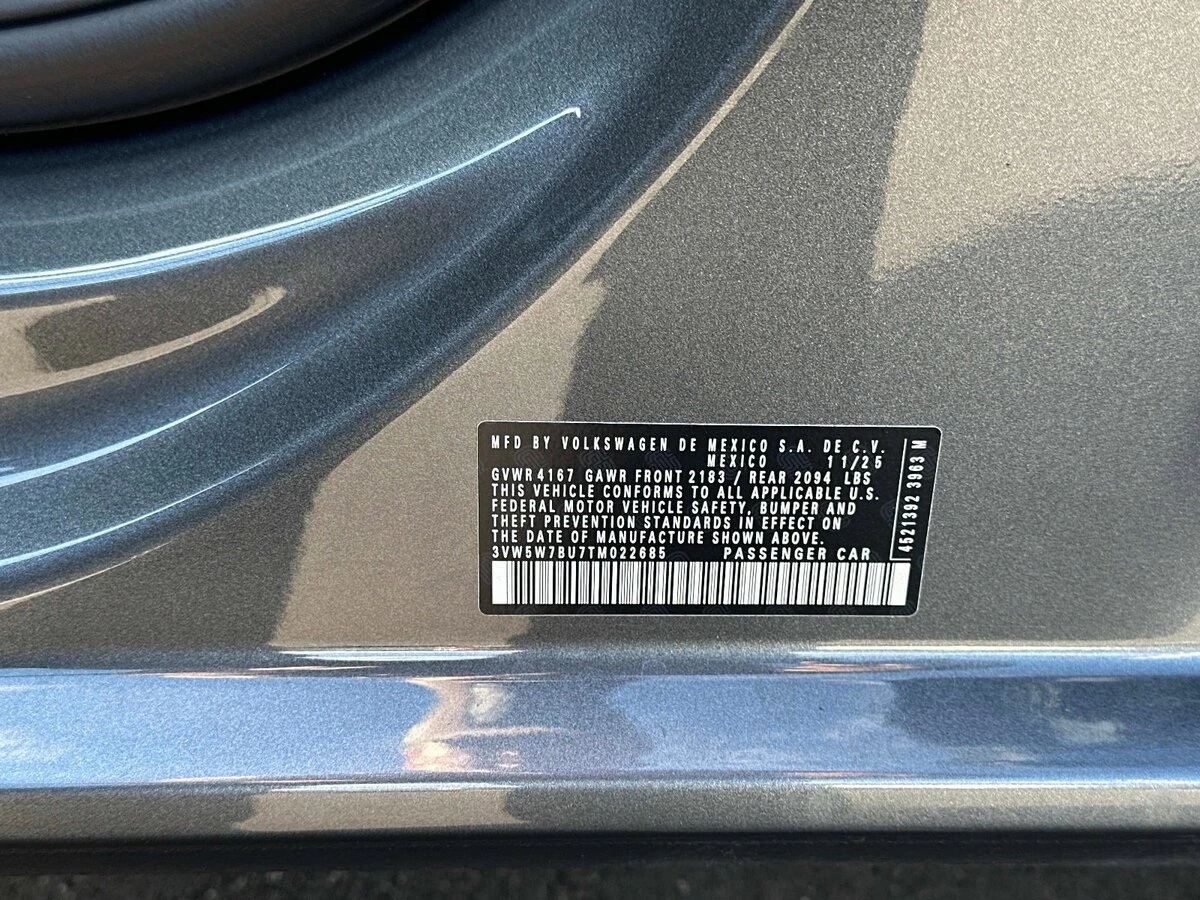 MFD BY VOLKSWAGEN DE MEXICO S.A. DE C.V.
MEXICO 11/25
GVWR 4167 GAWR FRONT 2183 / REAR 2094 LBS
THIS VEHICLE CONFORMS TO ALL APPLICABLE U.S.
FEDERAL MOTOR VEHICLE SAFETY, BUMPER AND
THEFT PREVENTION STANDARDS IN EFFECT ON
THE DATE OF MANUFACTURE SHOWN ABOVE.
3VW5W7BU7TM022685 PASSENGER CAR
4521392 3963 M